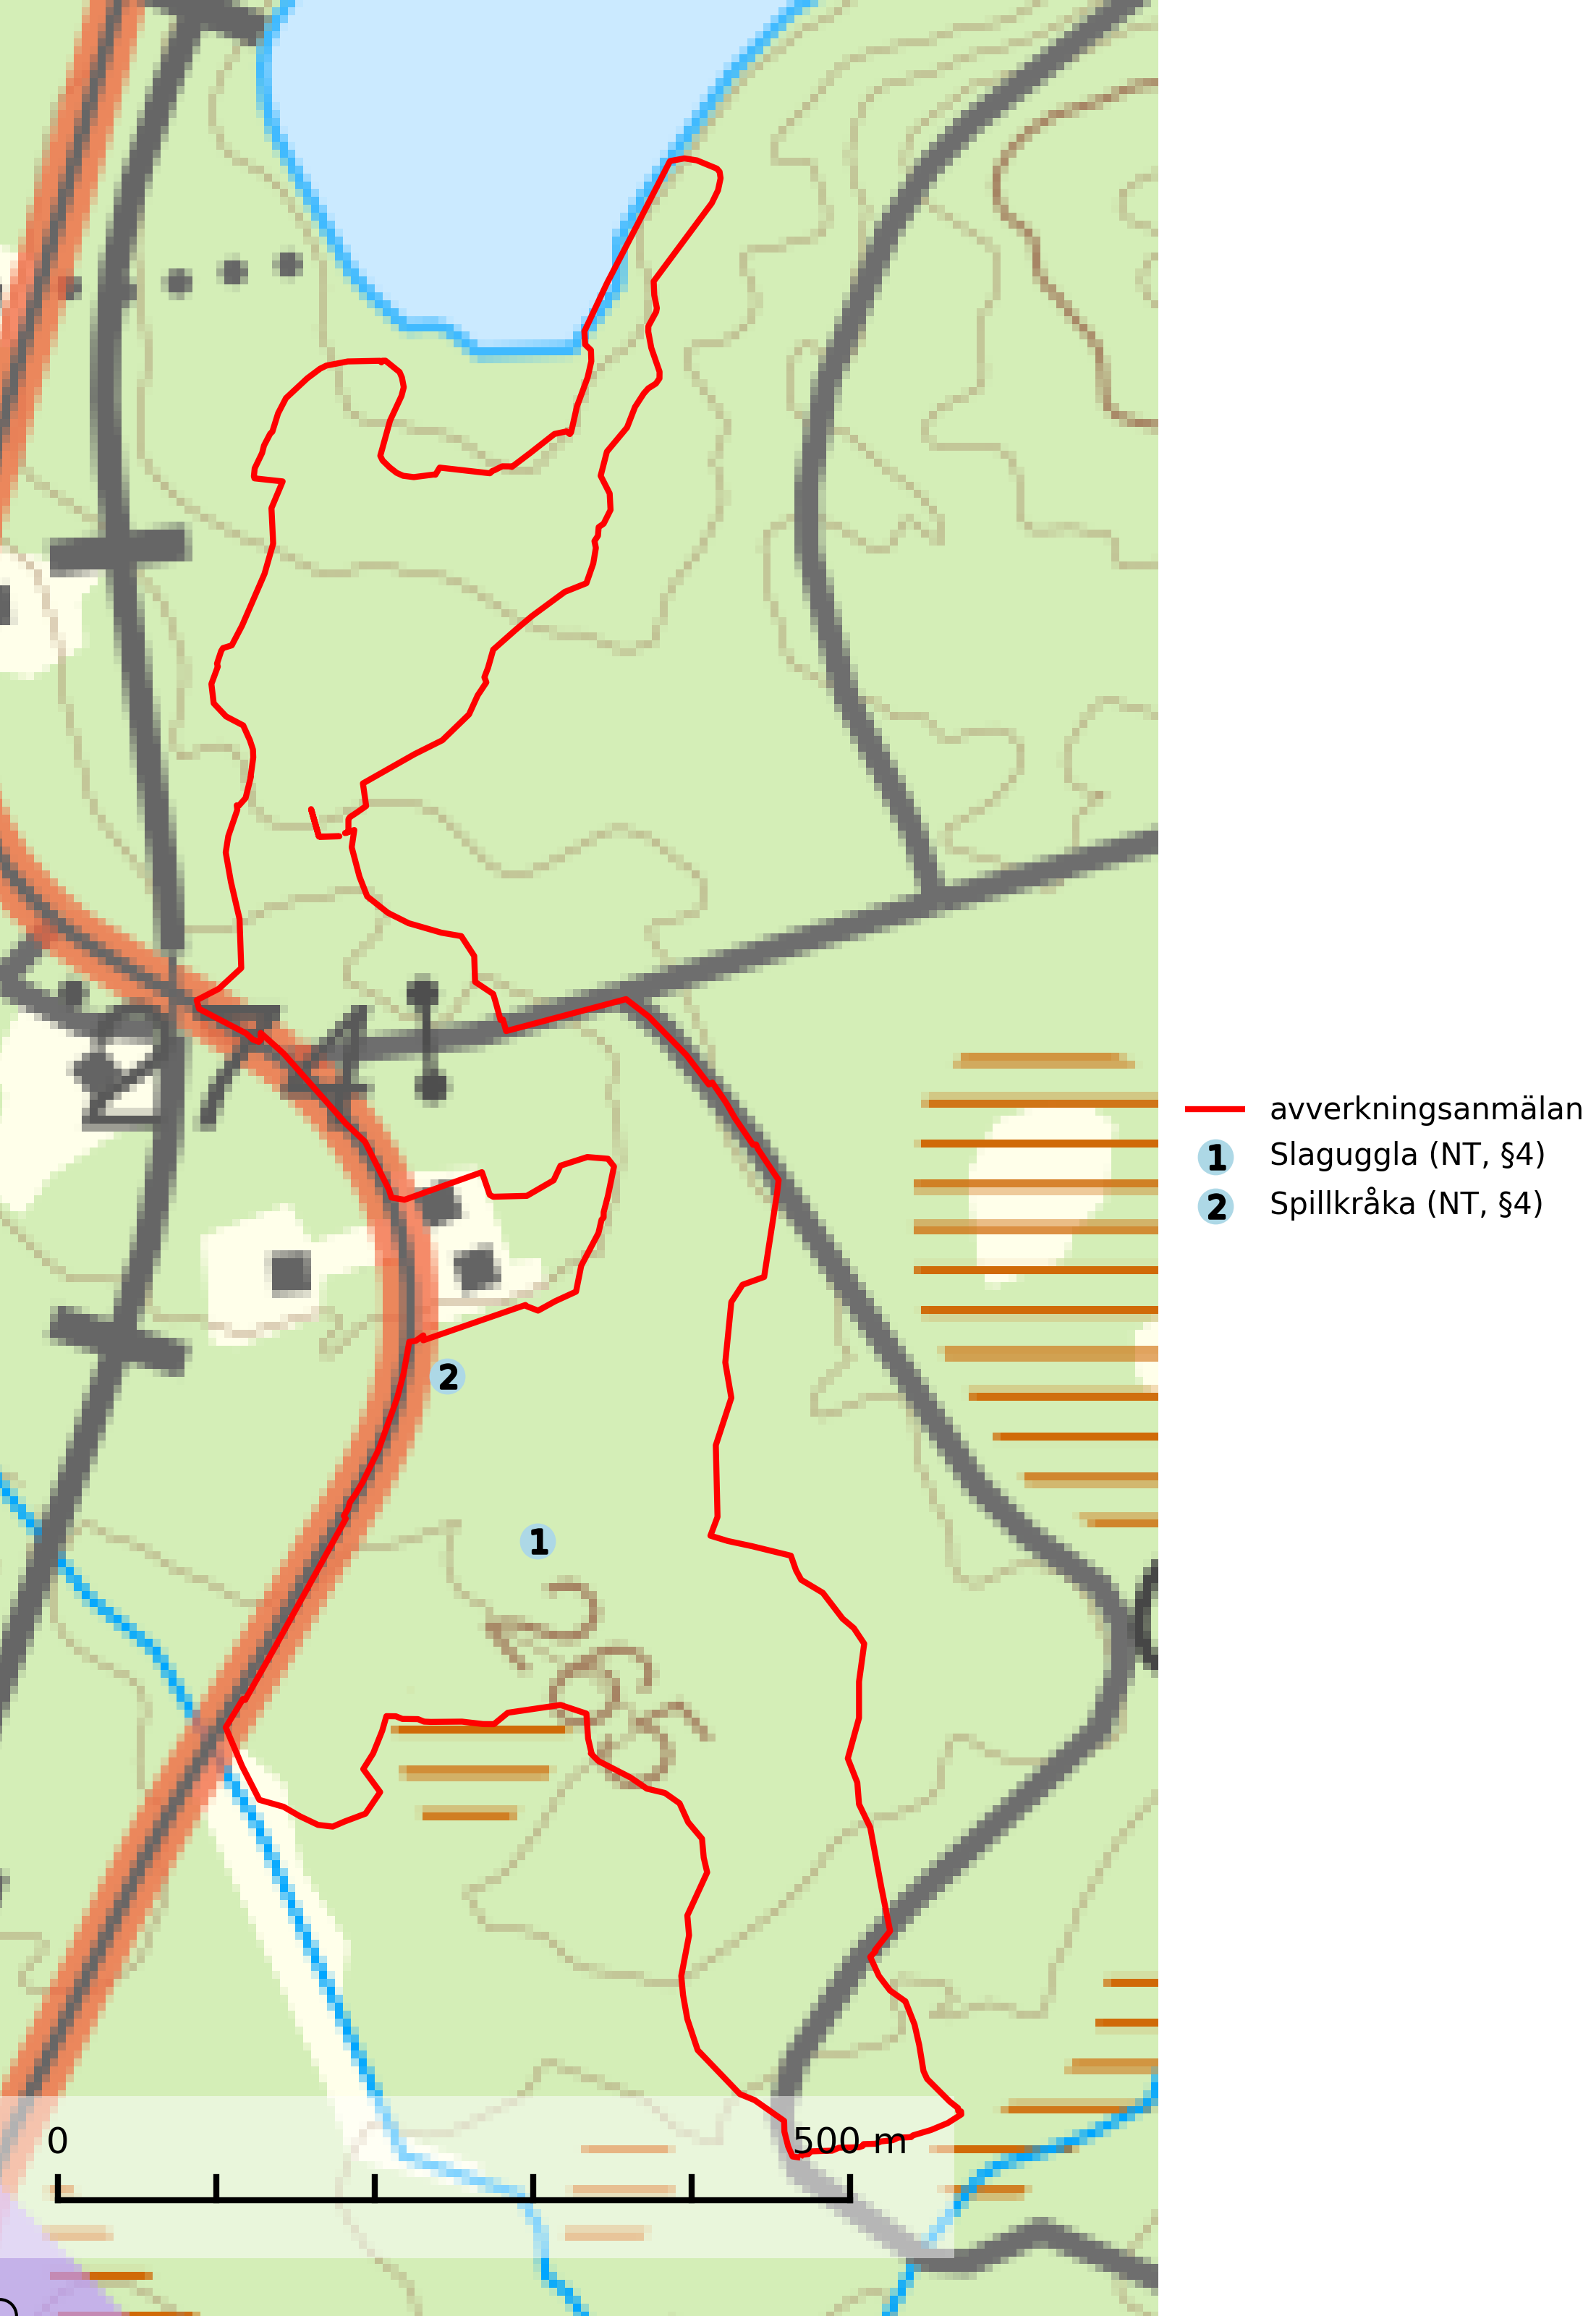 avverkningsanmälan
1 Slaguggla (NT, §4)
2 Spillkråka (NT, §4)
2
1
0 500 m